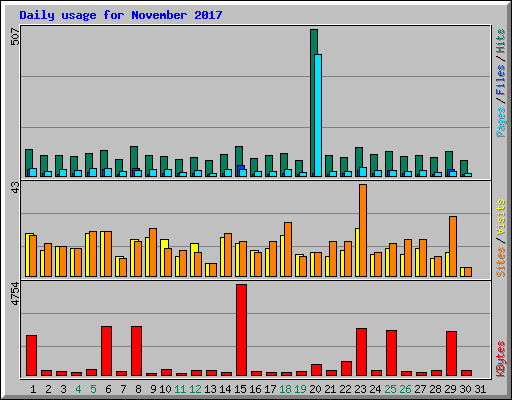 Daily usage for November 2017
507
Pages / Files / Hits
43
Sites / Visits
4754
KBytes
1 2 3 4 5 6 7 8 9 10 11 12 13 14 15 16 17 18 19 20 21 22 23 24 25 26 27 28 29 30 31